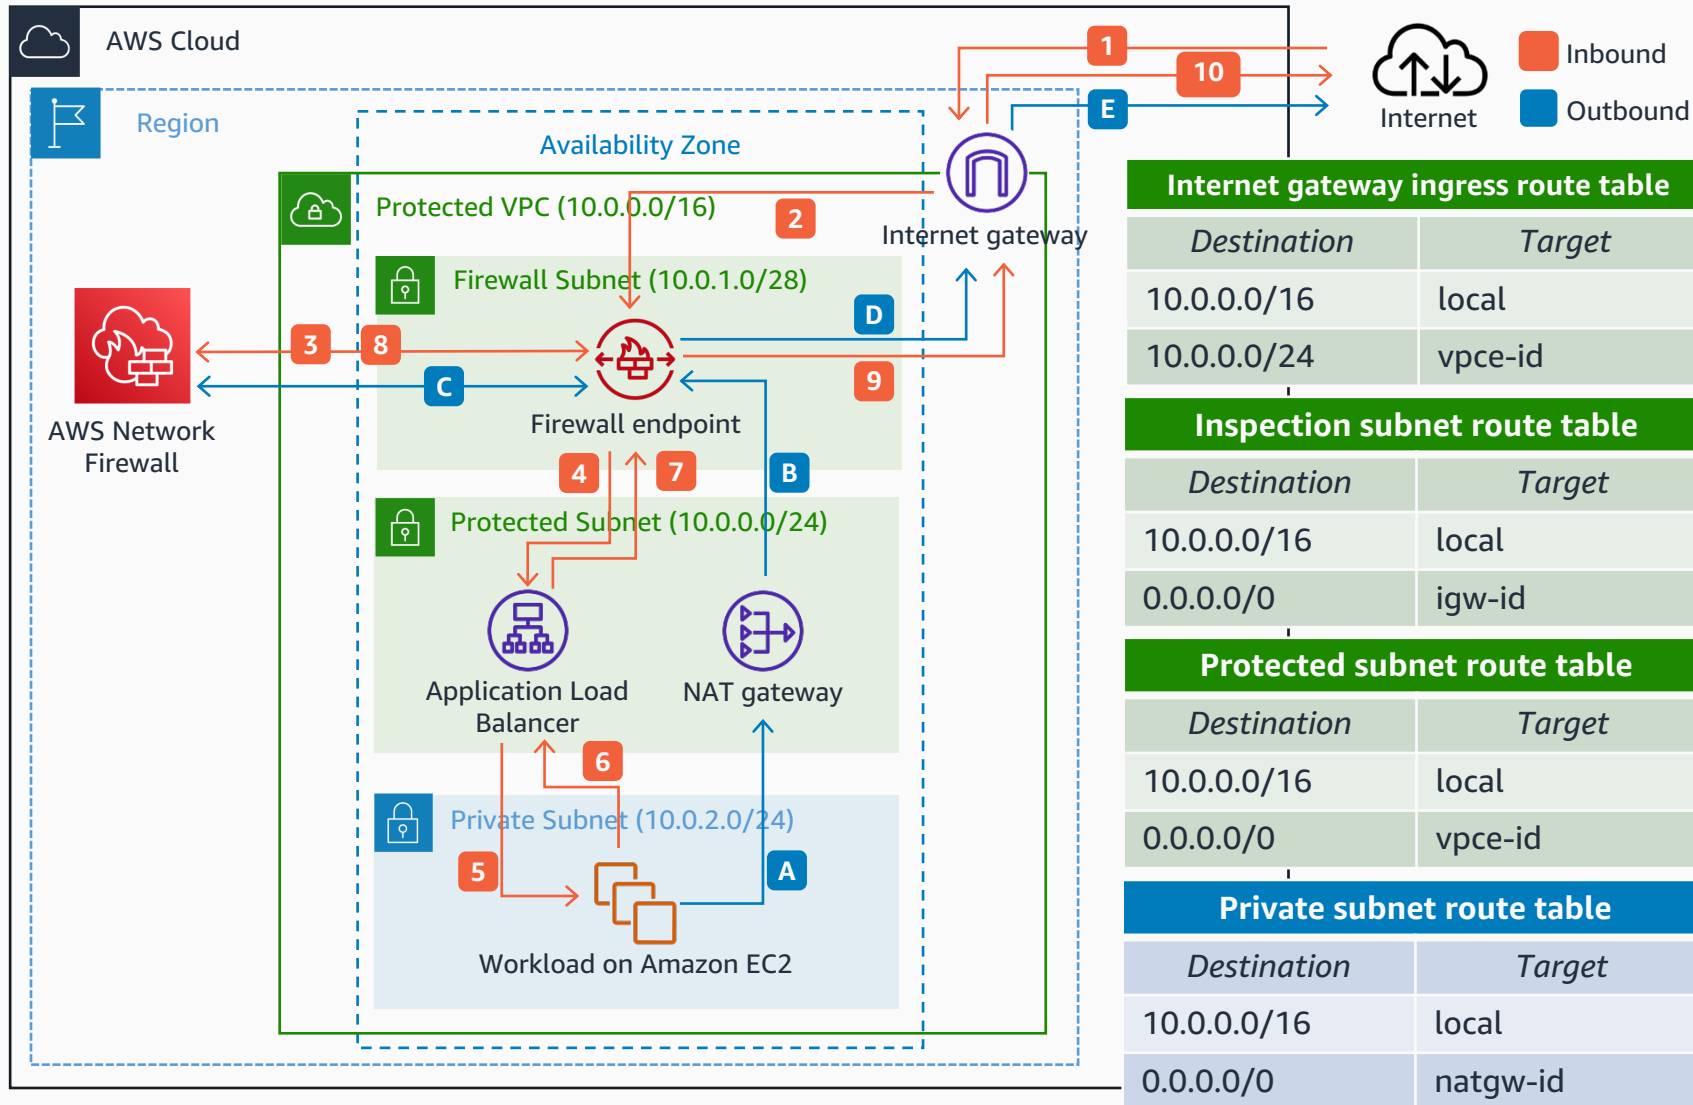 AWS Cloud
1
10
E
Internet
Inbound
Outbound
Region
Availability Zone
Protected VPC (10.0.0.0/16)
2
Internet gateway
Firewall Subnet (10.0.1.0/28)
D
3
8
C
9
Firewall endpoint
AWS Network
Firewall
4
7
B
Protected Subnet (10.0.0.0/24)
Application Load
Balancer
NAT gateway
6
Private Subnet (10.0.2.0/24)
5
A
Workload on Amazon EC2
Internet gateway ingress route table
Destination Target
10.0.0.0/16 local
10.0.0.0/24 vpce-id
Inspection subnet route table
Destination Target
10.0.0.0/16 local
0.0.0.0/0 igw-id
Protected subnet route table
Destination Target
10.0.0.0/16 local
0.0.0.0/0 vpce-id
Private subnet route table
Destination Target
10.0.0.0/16 local
0.0.0.0/0 natgw-id